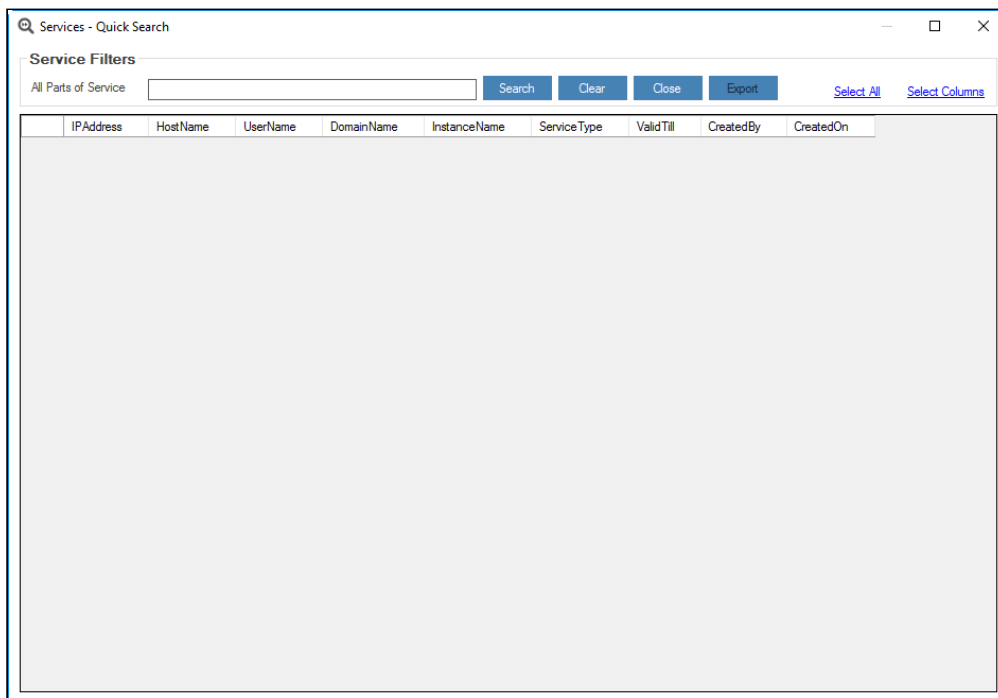 Services - Quick Search
Service Filters
All Parts of Service Search Clear Close Export Select All Select Columns
IPAddress HostName UserName DomainName InstanceName ServiceType ValidTill CreatedBy CreatedOn